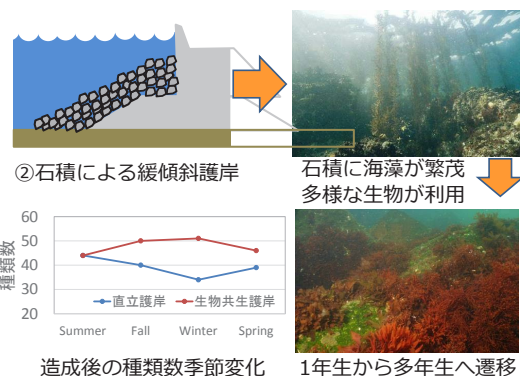 ②石積による緩傾斜護岸
石積に海藻が繁茂
多様な生物が利用
60
50
40
30
20
種類数
直立護岸
生物共生護岸
Summer Fall Winter Spring
造成後の種類数季節変化
1年生から多年生へ遷移